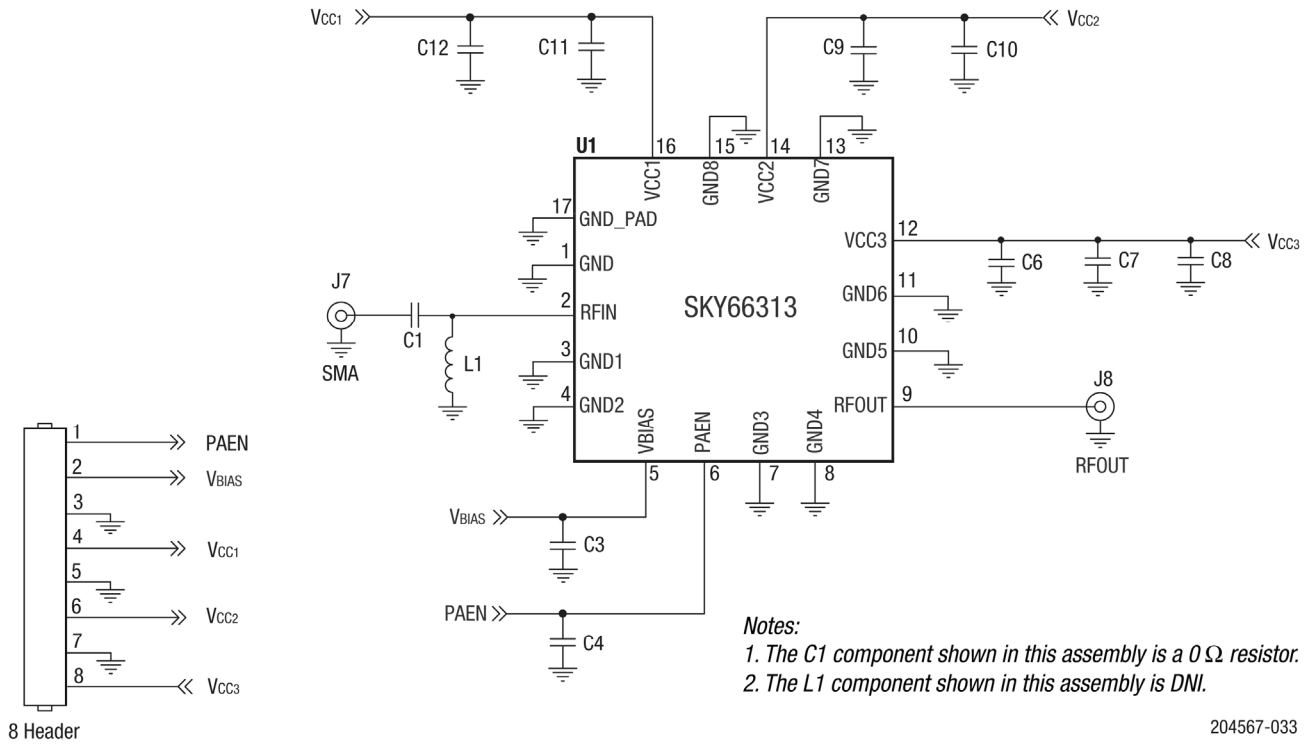 VCC1
C12
C11
C9
C10
VCC2
U1
16
15
14
13
VCC1
GND8
VCC2
GND7
17
GND_PAD
1
GND
2
RFIN
3
GND1
4
GND2
SKY66313
VCC3
12
GND6
11
GND5
10
RFOUT
9
C6
C7
C8
VCC3
J7
SMA
C1
L1
J8
RFOUT
VBIAS
PAEN
GND3
GND4
5
6
7
8
VBIAS
C3
PAEN
C4
1
PAEN
2
VBIAS
3
4
VCC1
5
6
VCC2
7
8
VCC3
8 Header
Notes:
1. The C1 component shown in this assembly is a 0 Ω resistor.
2. The L1 component shown in this assembly is DNI.
204567-033